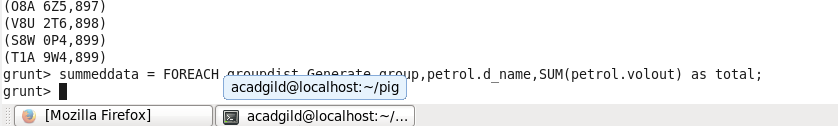 (O8A 6Z5,897)
(V8U 2T6,898)
(S8W 0P4,899)
(T1A 9W4,899)
grunt> summeddata = FOREACH groupdist Generate group,petrol.d_name,SUM(petrol.volout) as total;
acadgild@localhost:~/pig
grunt>
[Mozilla Firefox] acadgild@localhost:~/...